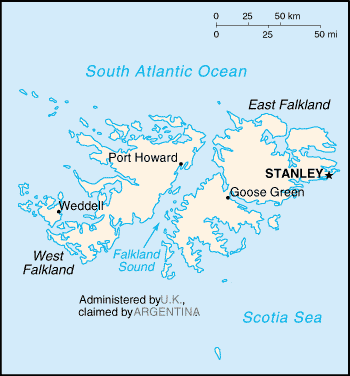 0 25 50 km
0 25 50 mi
South Atlantic Ocean
East Falkland
Port Howard
STANLEY
Goose Green
Weddell
West
Falkland
Falkland
Sound
Administered by U.K.,
claimed by ARGENTINA
Scotia Sea